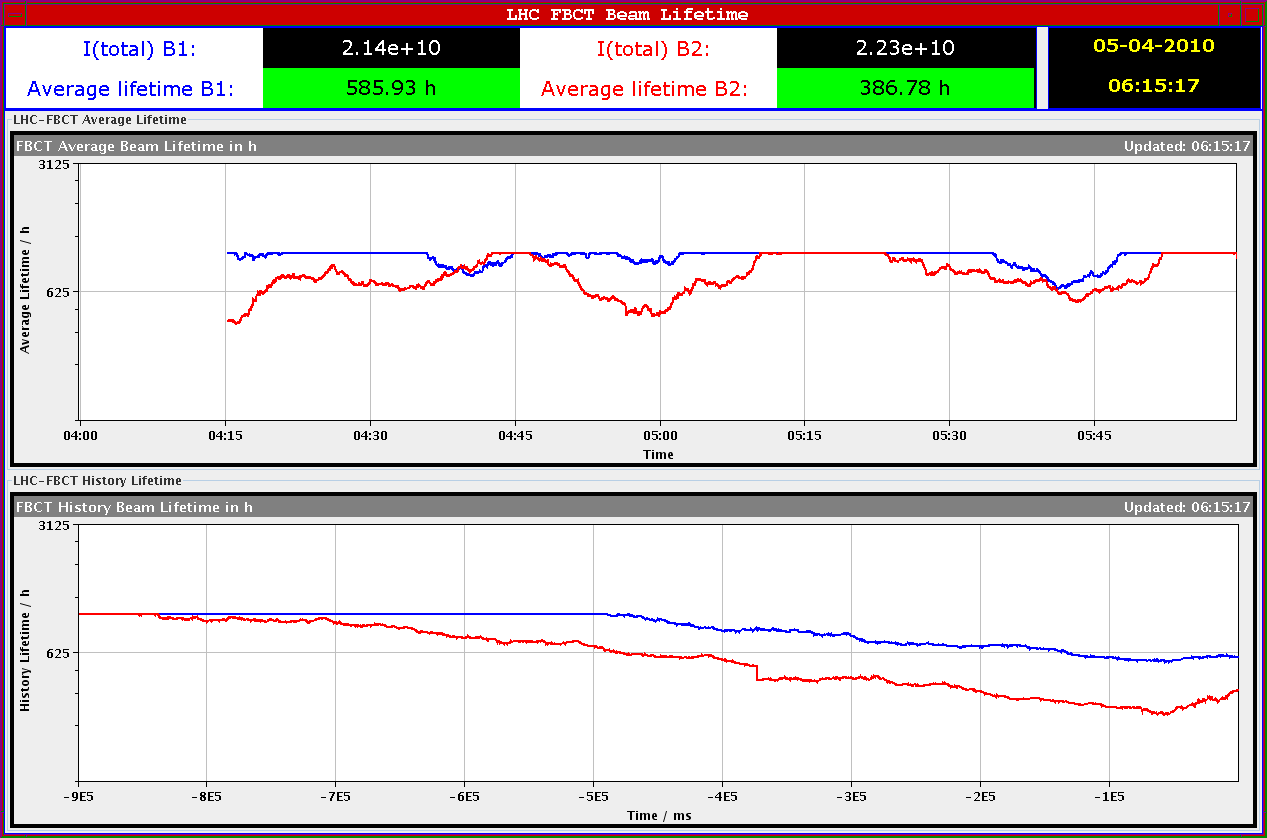 LHC FBCT Beam Lifetime
I(total) B1: 2.14e+10 I(total) B2: 2.23e+10 05-04-2010
Average lifetime B1: 585.93 h Average lifetime B2: 386.78 h 06:15:17
LHC-FBCT Average Lifetime
FBCT Average Beam Lifetime in h Updated: 06:15:17
3125
625
Average Lifetime / h
04:00 04:15 04:30 04:45 05:00 05:15 05:30 05:45
Time
LHC-FBCT History Lifetime
FBCT History Beam Lifetime in h Updated: 06:15:17
3125
625
History Lifetime / h
-9E5 -8E5 -7E5 -6E5 -5E5 -4E5 -3E5 -2E5 -1E5
Time / ms